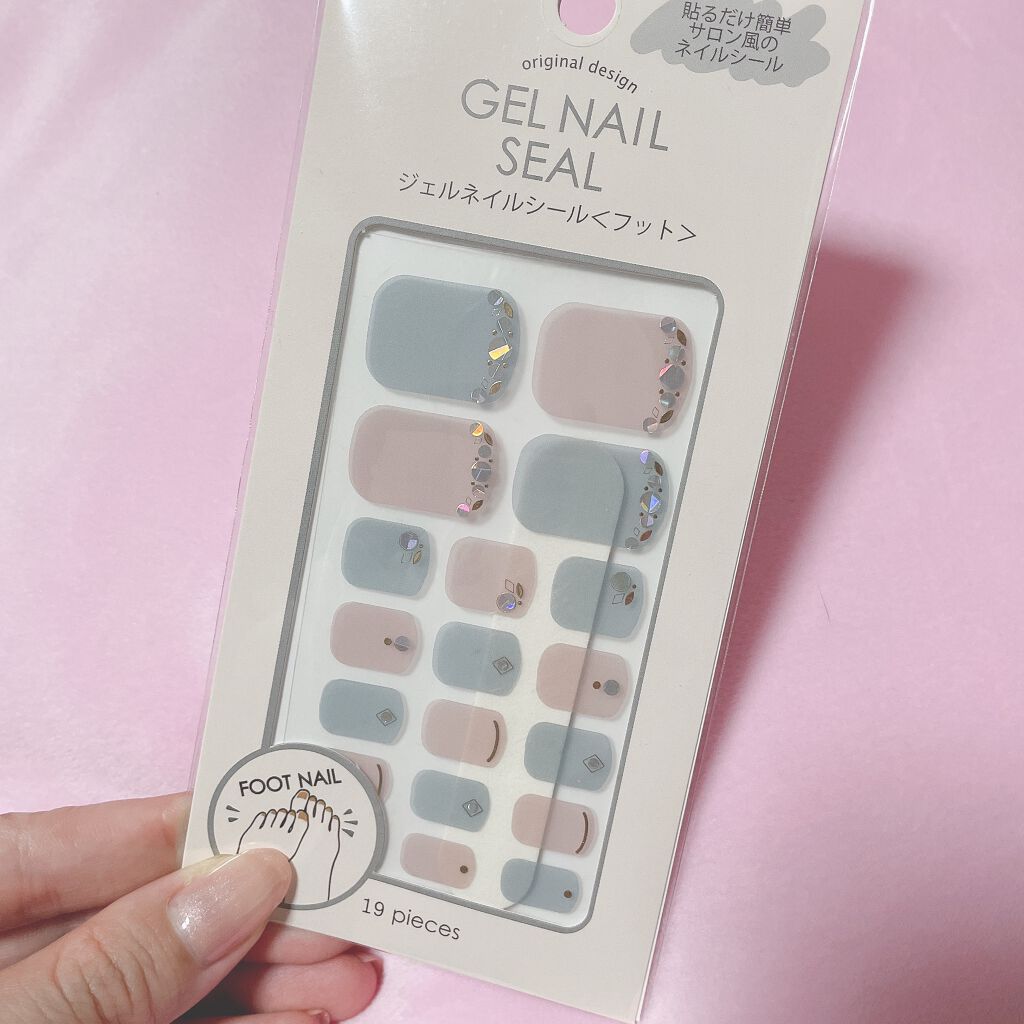 貼るだけ簡単
サロン風の
ネイルシール
original design
GEL NAIL
SEAL
ジェルネイルシール<フット>
FOOT NAIL
19 pieces